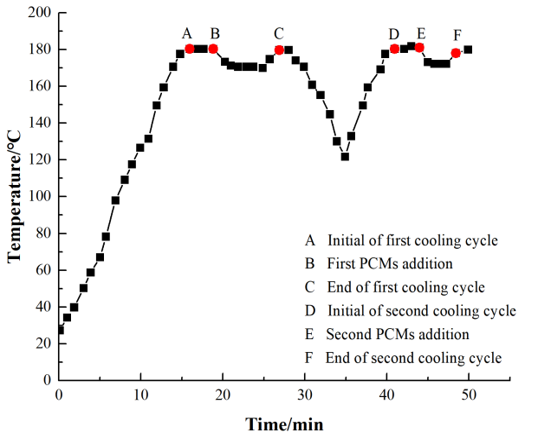 200
180
160
140
120
100
80
60
40
20
0
Temperature/°C
A B C D E F
A Initial of first cooling cycle
B First PCMs addition
C End of first cooling cycle
D Initial of second cooling cycle
E Second PCMs addition
F End of second cooling cycle
0 10 20 30 40 50
Time/min